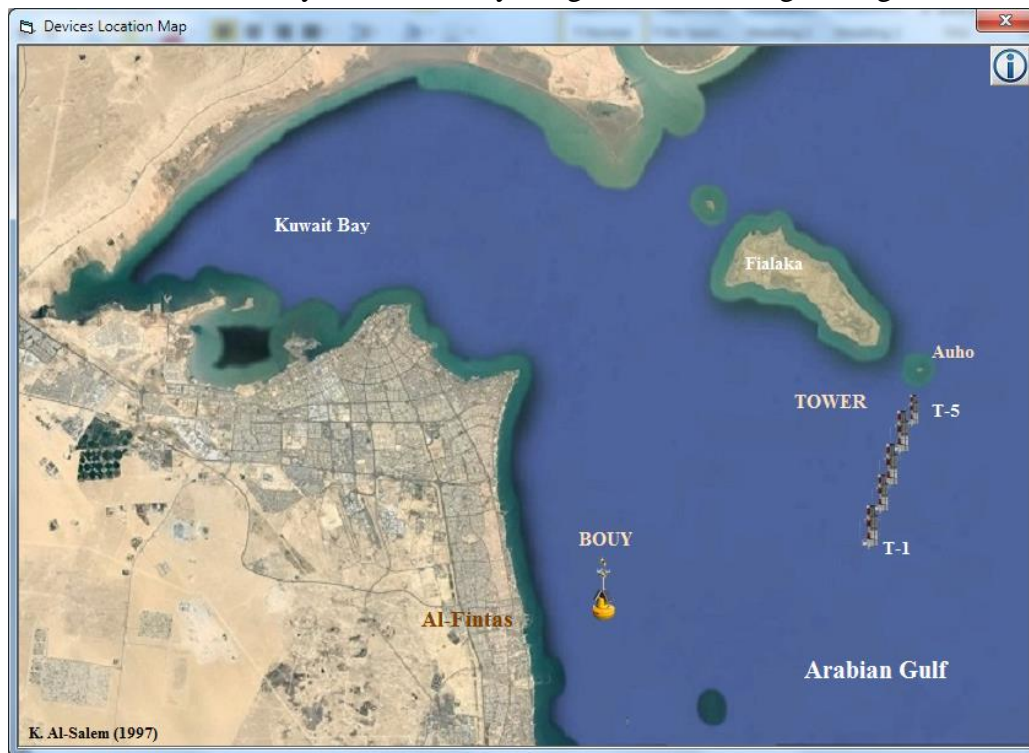 Devices Location Map
Kuwait Bay
Fialaka
Auho
TOWER
T-5
BOUY
T-1
Al-Fintas
Arabian Gulf
K. Al-Salem (1997)